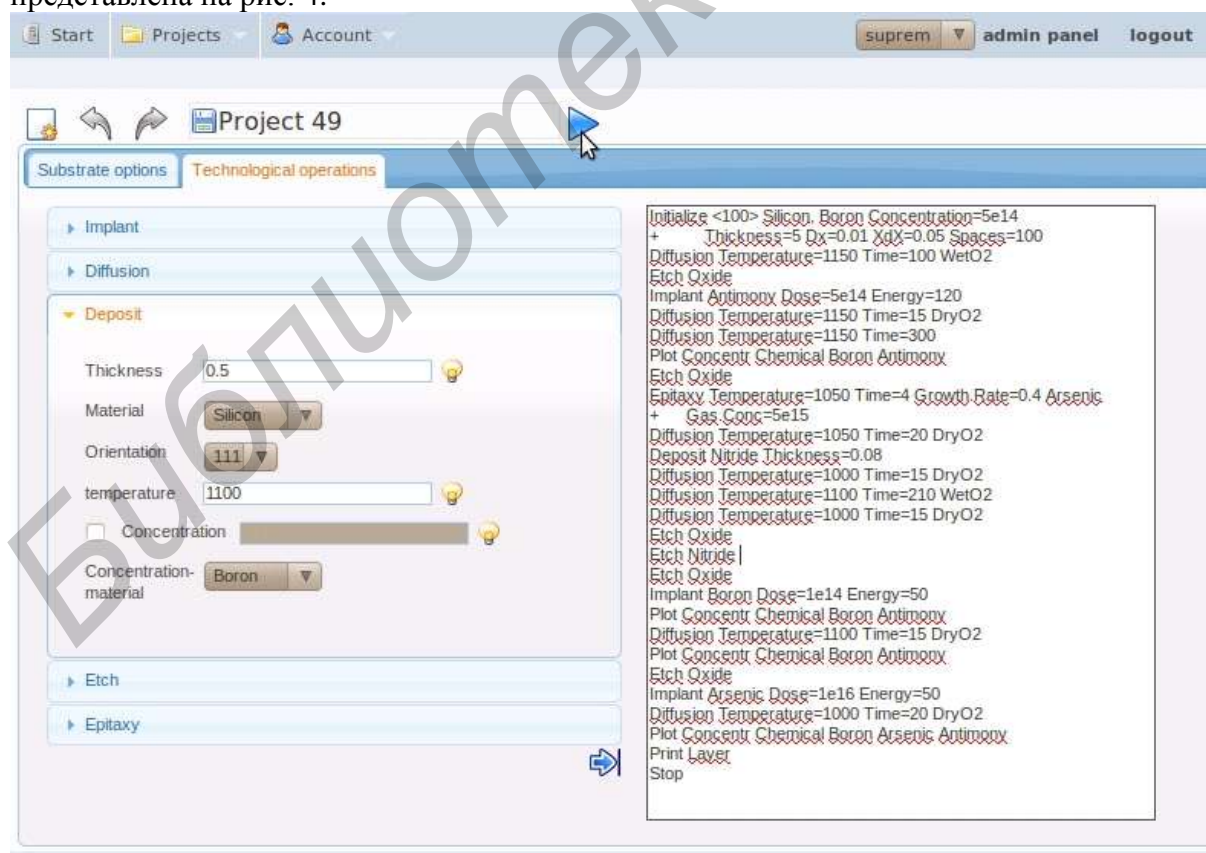 представлена на рис. 4.
Start Projects Account suprem admin panel logout
Project 49
Substrate options Technological operations
Implant
Diffusion
Deposit
Thickness 0.5
Material Silicon
Orientation 111
temperature 1100
Concentration
Concentration-
material Boron
Etch
Epitaxy
Initialize <100> Silicon, Boron Concentration=5e14
+ Thickness=5 Dx=0.01 XdX=0.05 Spaces=100
Diffusion Temperature=1150 Time=100 WetO2
Etch Oxide
Implant Antimony Dose=5e14 Energy=120
Diffusion Temperature=1150 Time=15 DryO2
Diffusion Temperature=1150 Time=300
Plot Concentr Chemical Boron Antimony
Etch Oxide
Epitaxy Temperature=1050 Time=4 Growth.Rate=0.4 Arsenic
+ Gas.Conc=5e15
Diffusion Temperature=1050 Time=20 DryO2
Deposit Nitride Thickness=0.08
Diffusion Temperature=1000 Time=15 DryO2
Diffusion Temperature=1100 Time=210 WetO2
Diffusion Temperature=1000 Time=15 DryO2
Etch Oxide
Etch Nitride
Etch Oxide
Implant Boron Dose=1e14 Energy=50
Plot Concentr Chemical Boron Antimony
Diffusion Temperature=1100 Time=15 DryO2
Plot Concentr Chemical Boron Antimony
Etch Oxide
Implant Arsenic Dose=1e16 Energy=50
Diffusion Temperature=1000 Time=20 DryO2
Plot Concentr Chemical Boron Arsenic Antimony
Print Layer
Stop
Библиотек